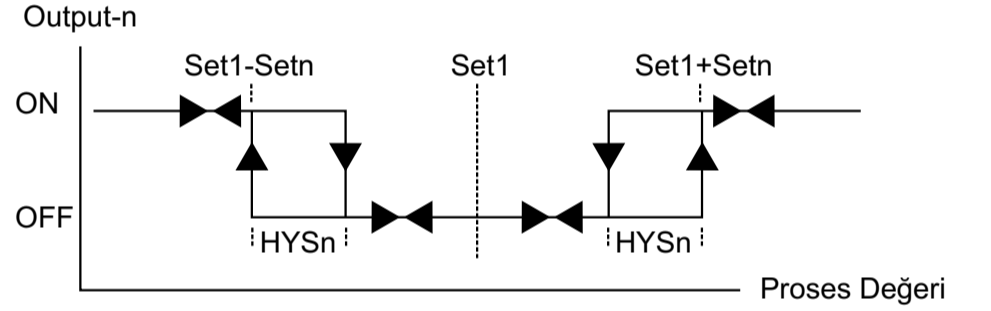 Output-n
Set1-Setn
Set1
Set1+Setn
ON
OFF
HYSn
HYSn
Proses Değeri